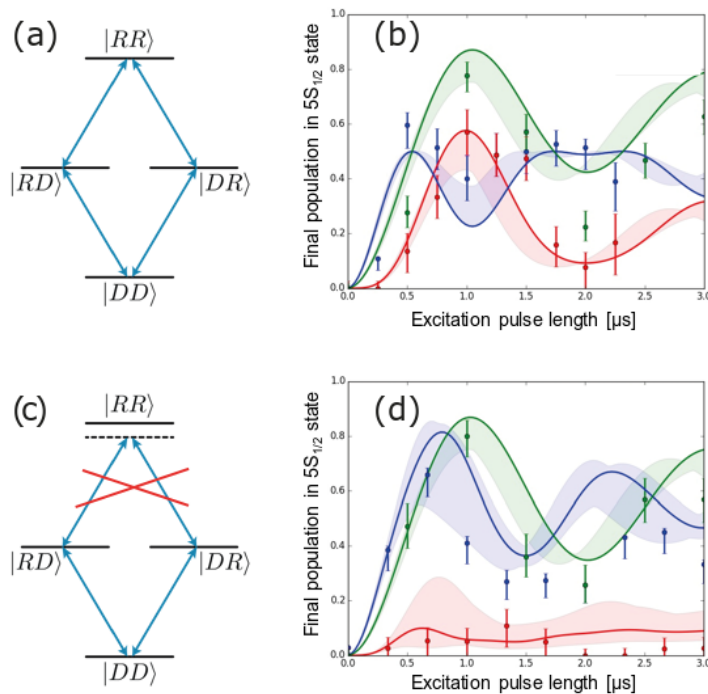 (a)
|RR⟩
|RD⟩
|DR⟩
|DD⟩
(b)
Final population in 5S1/2 state
1.0
0.8
0.6
0.4
0.2
0.0
0.0 0.5 1.0 1.5 2.0 2.5 3.0
Excitation pulse length [µs]
(c)
|RR⟩
|RD⟩
|DR⟩
|DD⟩
(d)
Final population in 5S1/2 state
1.0
0.8
0.6
0.4
0.2
0.0
0.0 0.5 1.0 1.5 2.0 2.5 3.0
Excitation pulse length [µs]